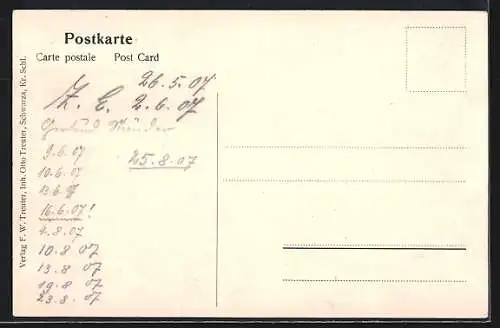 Postkarte
Carte postale Post Card
26.5.07
Z. E. 2.6.07
9.6.07
10.6.07
25.8.07
13.6.07
16.6.07!
4.8.07
10.8 07
13.8 07
19.8 07
23.8.07
Verlag F. W. Treuter, Inh. Otto Treuter, Schwarza, Kr. Schl.